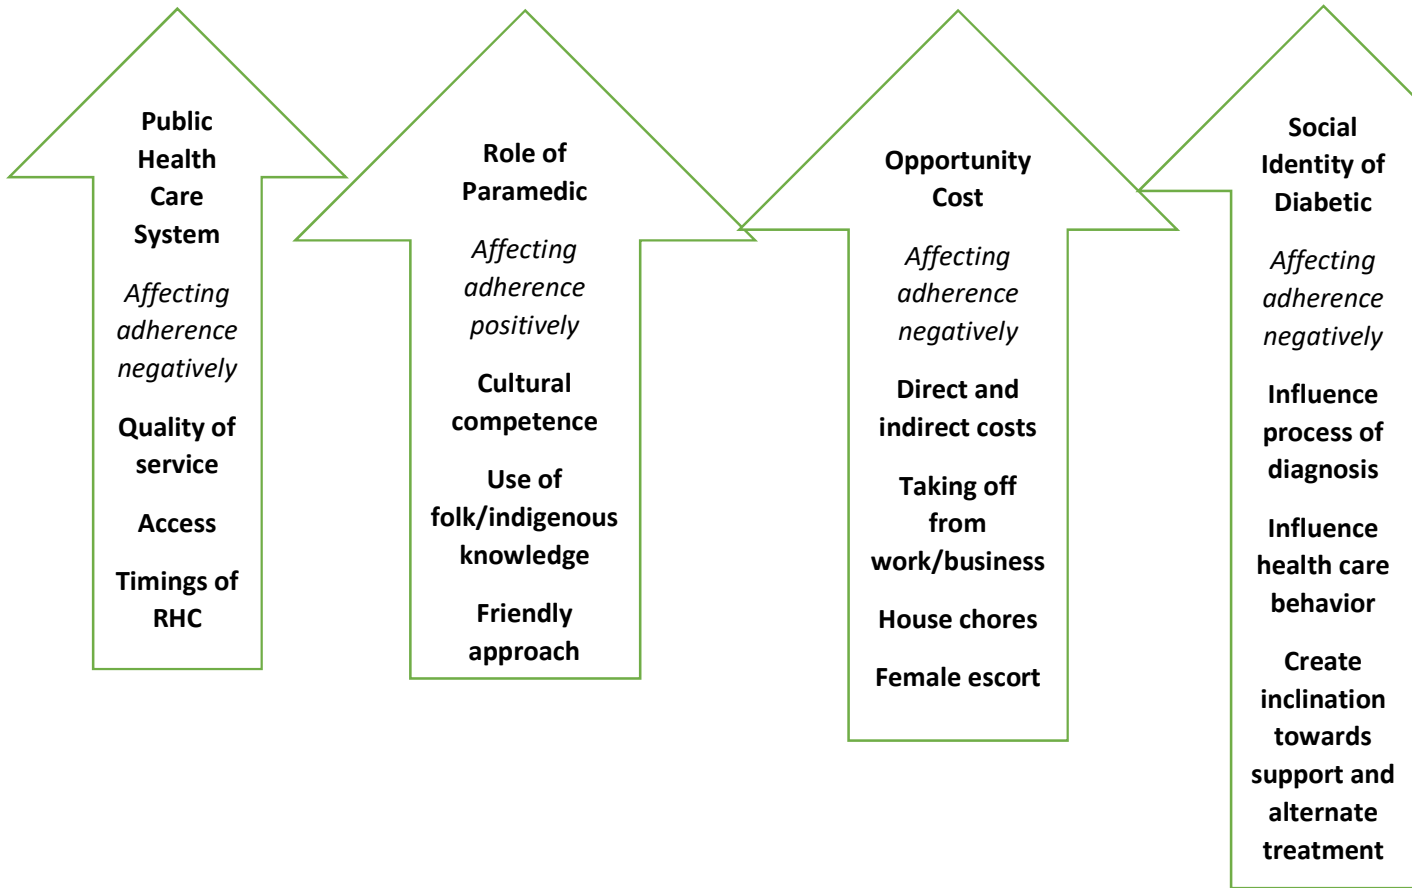 Public
Health
Care
System
Affecting
adherence
negatively
Quality of
service
Access
Timings of
RHC
Role of
Paramedic
Affecting
adherence
positively
Cultural
competence
Use of
folk/indigenous
knowledge
Friendly
approach
Opportunity
Cost
Affecting
adherence
negatively
Direct and
indirect costs
Taking off
from
work/business
House chores
Female escort
Social
Identity of
Diabetic
Affecting
adherence
negatively
Influence
process of
diagnosis
Influence
health care
behavior
Create
inclination
towards
support and
alternate
treatment